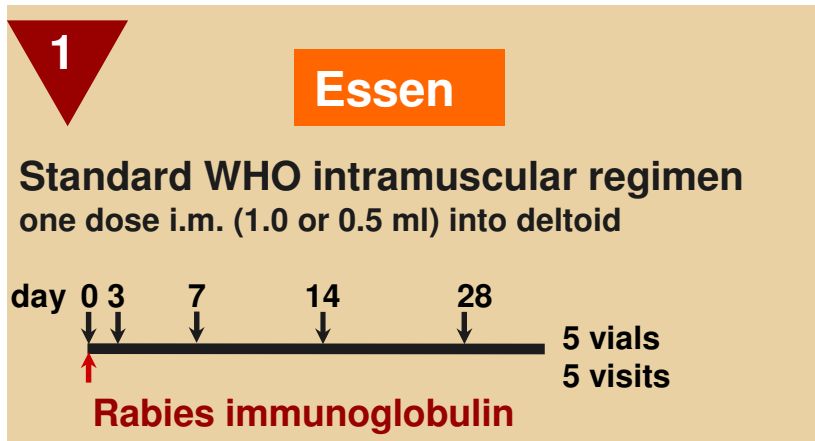 1
Essen
Standard WHO intramuscular regimen
one dose i.m. (1.0 or 0.5 ml) into deltoid
day 0 3 7 14 28
5 vials
5 visits
Rabies immunoglobulin